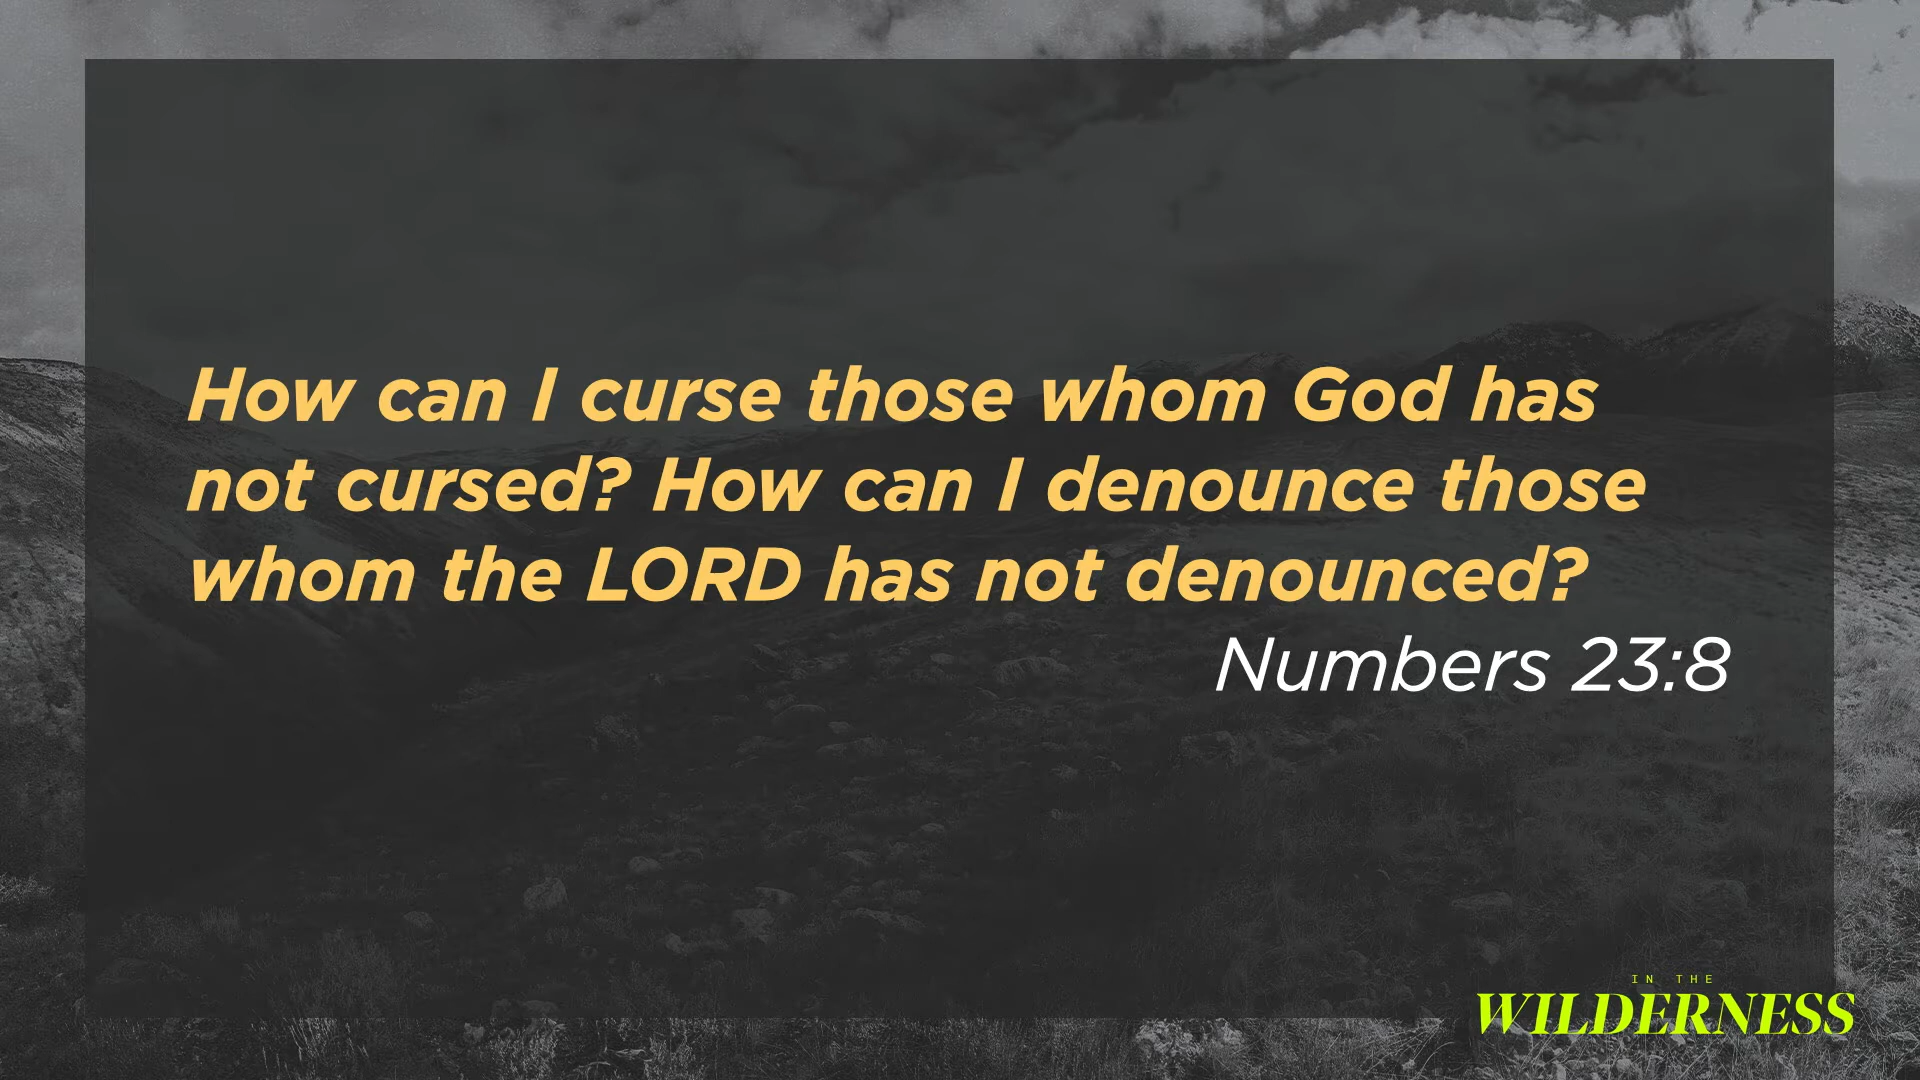 How can I curse those whom God has
not cursed? How can I denounce those
whom the LORD has not denounced?
Numbers 23:8
IN THE
WILDERNESS